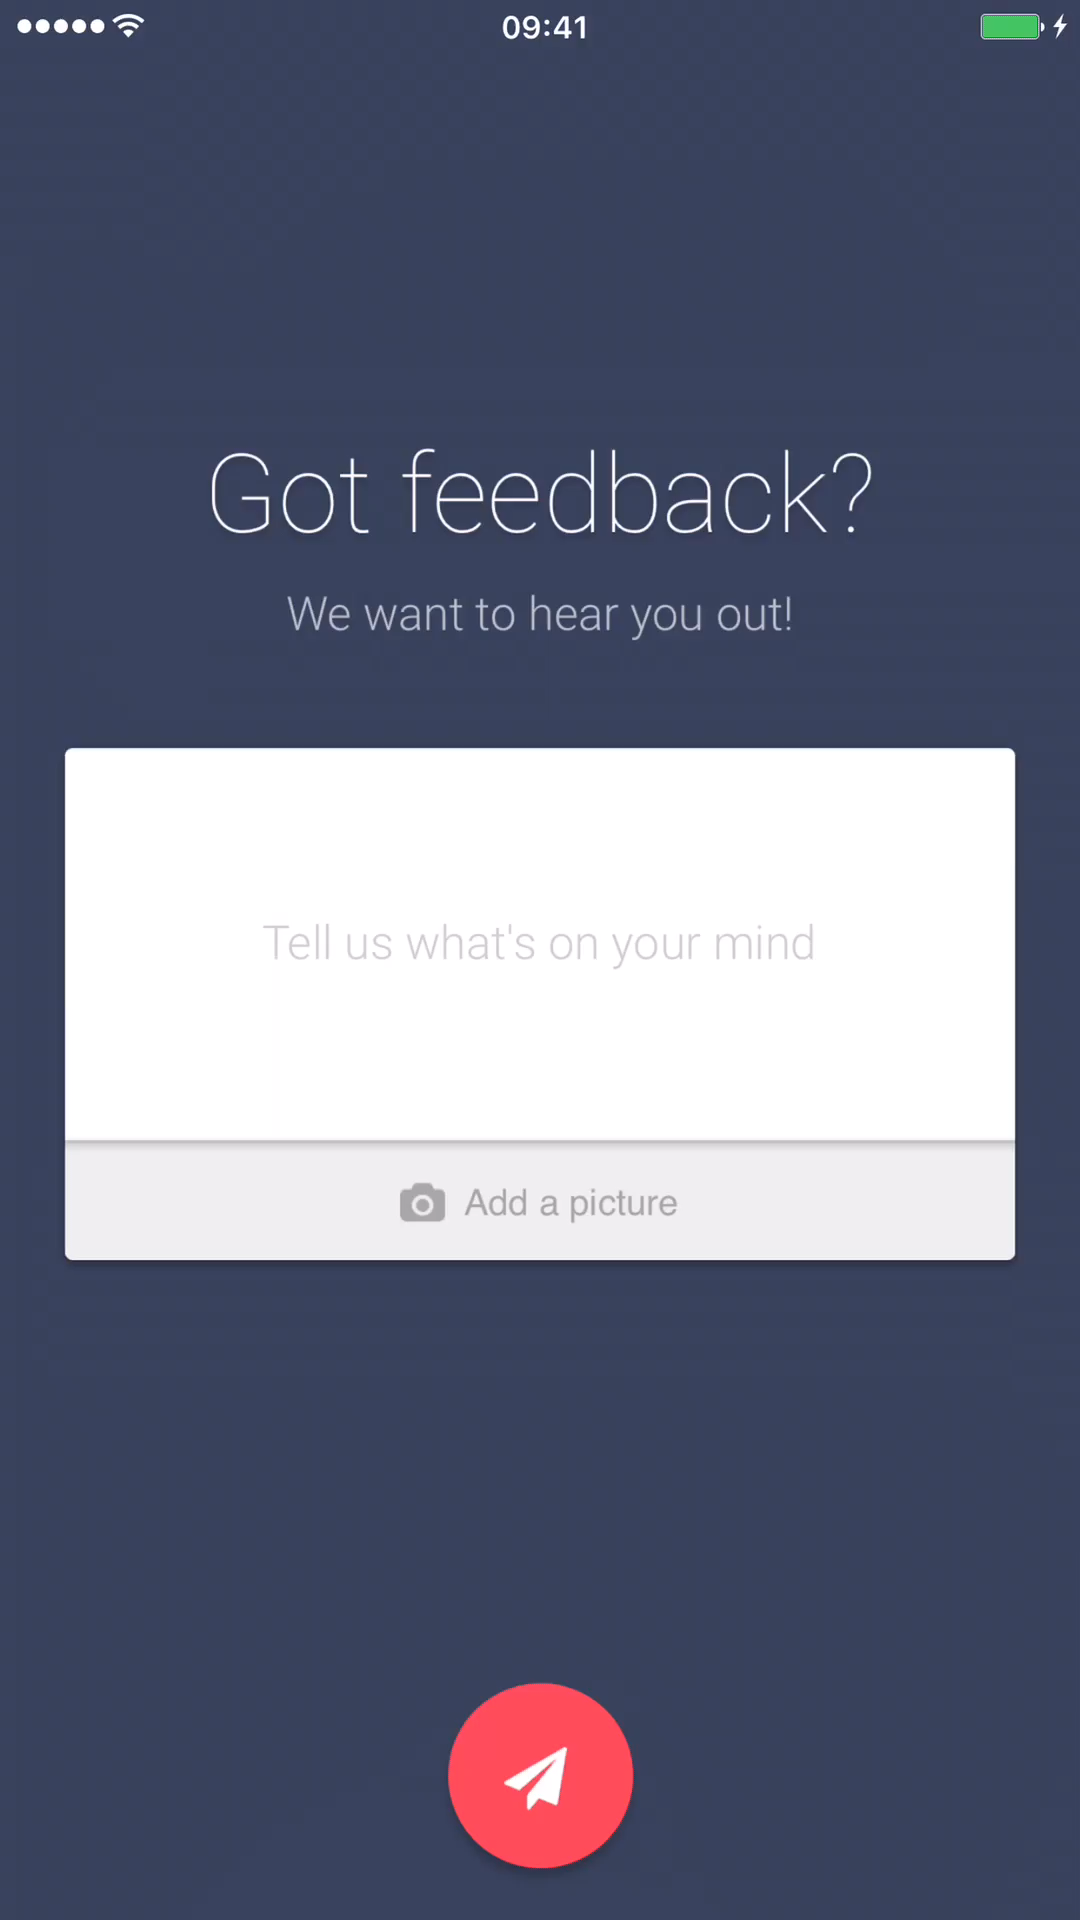 09:41
Got feedback?
We want to hear you out!
Tell us what's on your mind
Add a picture